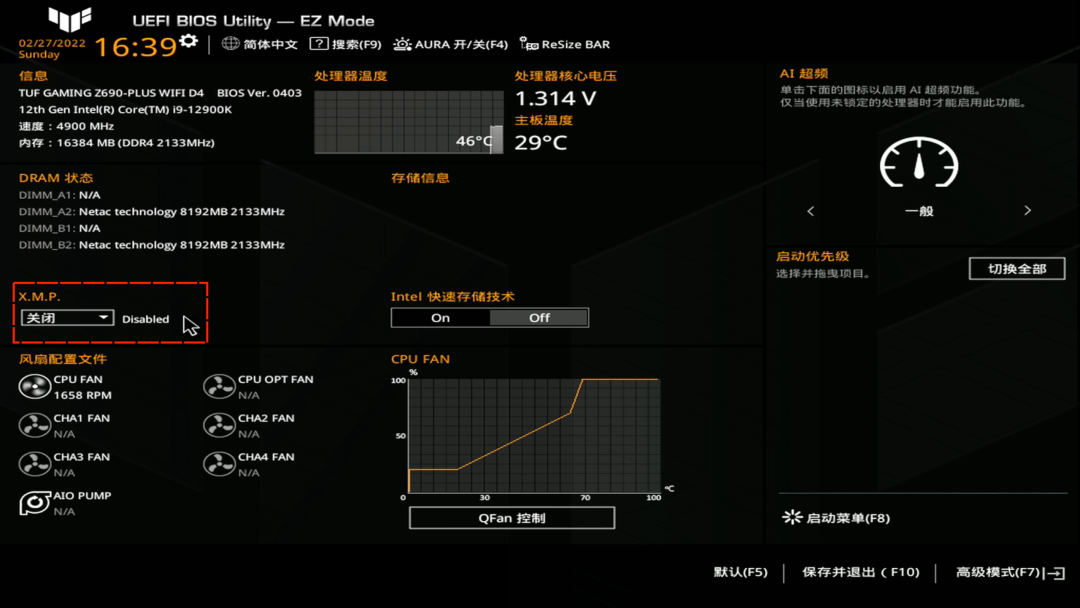 UEFI BIOS Utility — EZ Mode
02/27/2022
Sunday
16:39
简体中文
搜索(F9)
AURA 开/关(F4)
ReSize BAR
信息
TUF GAMING Z690-PLUS WIFI D4 BIOS Ver. 0403
12th Gen Intel(R) Core(TM) i9-12900K
速度：4900 MHz
内存：16384 MB (DDR4 2133MHz)
处理器温度
46°C
处理器核心电压
1.314 V
主板温度
29°C
AI 超频
单击下面的图标以启用 AI 超频功能。
仅当使用未锁定的处理器时才能启用此功能。
一般
DRAM 状态
DIMM_A1: N/A
DIMM_A2: Netac technology 8192MB 2133MHz
DIMM_B1: N/A
DIMM_B2: Netac technology 8192MB 2133MHz
存储信息
启动优先级
选择并拖曳项目。
切换全部
X.M.P.
关闭
Disabled
Intel 快速存储技术
On
Off
风扇配置文件
CPU FAN
1658 RPM
CPU OPT FAN
N/A
CHA1 FAN
N/A
CHA2 FAN
N/A
CHA3 FAN
N/A
CHA4 FAN
N/A
AIO PUMP
N/A
CPU FAN
%
100
50
0
30
70
100
°C
QFan 控制
启动菜单(F8)
默认(F5)
保存并退出（F10)
高级模式(F7)